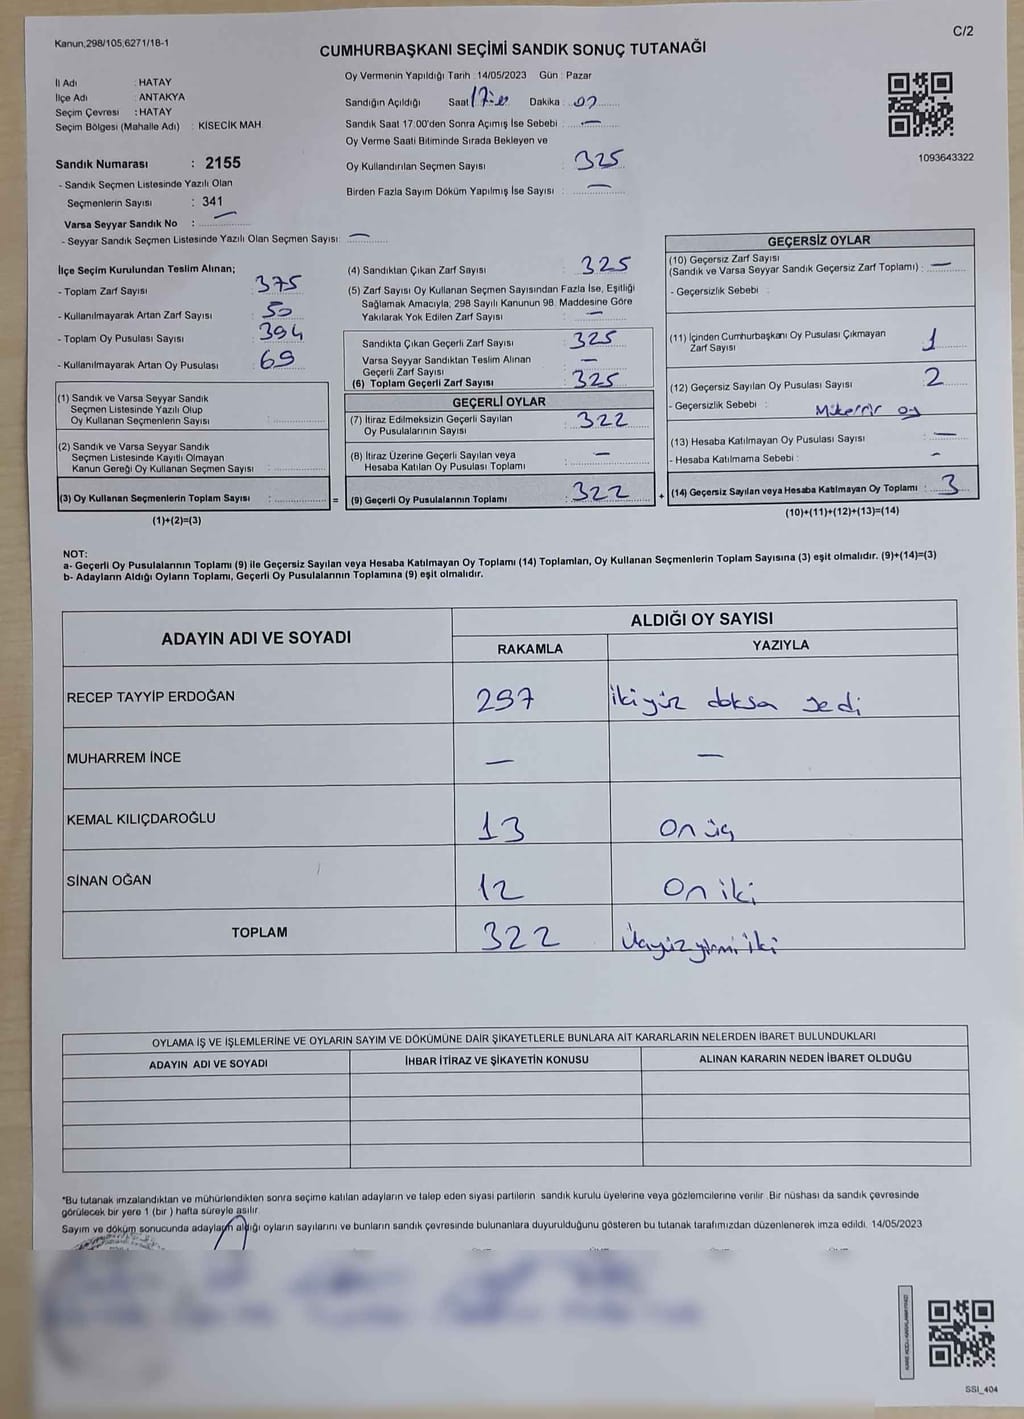 Kanun,298/105,6271/18-1
C/2
CUMHURBAŞKANI SEÇİMİ SANDIK SONUÇ TUTANAĞI
İl Adı : HATAY
İlçe Adı : ANTAKYA
Seçim Çevresi : HATAY
Seçim Bölgesi (Mahalle Adı) : KİSECİK MAH.
Oy Vermenin Yapıldığı Tarih : 14/05/2023 Gün : Pazar
Sandığın Açıldığı Saat 17:00 Dakika :
Sandık Saat 17:00'den Sonra Açımış İse Sebebi : —
Oy Verme Saati Bitiminde Sırada Bekleyen ve
Oy Kullandırılan Seçmen Sayısı : 325
Birden Fazla Sayım Döküm Yapılmış İse Sayısı : —
1093643322
Sandık Numarası : 2155
- Sandık Seçmen Listesinde Yazılı Olan
Seçmenlerin Sayısı : 341
Varsa Seyyar Sandık No : —
- Seyyar Sandık Seçmen Listesinde Yazılı Olan Seçmen Sayısı: —
İlçe Seçim Kurulundan Teslim Alınan;
- Toplam Zarf Sayısı : 375
- Kullanılmayarak Artan Zarf Sayısı : 50
- Toplam Oy Pusulası Sayısı : 394
- Kullanılmayarak Artan Oy Pusulası : 69
(1) Sandık ve Varsa Seyyar Sandık
Seçmen Listesinde Yazılı Olup
Oy Kullanan Seçmenlerin Sayısı :
(2) Sandık ve Varsa Seyyar Sandık
Seçmen Listesinde Kayıtlı Olmayan
Kanun Gereği Oy Kullanan Seçmen Sayısı :
(3) Oy Kullanan Seçmenlerin Toplam Sayısı : =
(1)+(2)=(3)
(4) Sandıktan Çıkan Zarf Sayısı : 325
(5) Zarf Sayısı Oy Kullanan Seçmen Sayısından Fazla İse, Eşitliği
Sağlamak Amacıyla, 298 Sayılı Kanunun 98. Maddesine Göre
Yakılarak Yok Edilen Zarf Sayısı : —
Sandıkta Çıkan Geçerli Zarf Sayısı : 325
Varsa Seyyar Sandıktan Teslim Alınan
Geçerli Zarf Sayısı : —
(6) Toplam Geçerli Zarf Sayısı : 325
GEÇERLİ OYLAR
(7) İtiraz Edilmeksizin Geçerli Sayılan
Oy Pusulalarının Sayısı : 322
(8) İtiraz Üzerine Geçerli Sayılan veya
Hesaba Katılan Oy Pusulası Toplamı : —
(9) Geçerli Oy Pusulalarının Toplamı : 322 +
GEÇERSİZ OYLAR
(10) Geçersiz Zarf Sayısı
(Sandık ve Varsa Seyyar Sandık Geçersiz Zarf Toplamı) : —
- Geçersizlik Sebebi :
(11) İçinden Cumhurbaşkanı Oy Pusulası Çıkmayan
Zarf Sayısı : 1
(12) Geçersiz Sayılan Oy Pusulası Sayısı : 2
- Geçersizlik Sebebi : Mükerrir oy
(13) Hesaba Katılmayan Oy Pusulası Sayısı : —
- Hesaba Katılmama Sebebi : -
(14) Geçersiz Sayılan veya Hesaba Katılmayan Oy Toplamı : 3
(10)+(11)+(12)+(13)=(14)
NOT:
a- Geçerli Oy Pusulalarının Toplamı (9) ile Geçersiz Sayılan veya Hesaba Katılmayan Oy Toplamı (14) Toplamları, Oy Kullanan Seçmenlerin Toplam Sayısına (3) eşit olmalıdır. (9)+(14)=(3)
b- Adayların Aldığı Oyların Toplamı, Geçerli Oy Pusulalarının Toplamına (9) eşit olmalıdır.
ADAYIN ADI VE SOYADI
ALDIĞI OY SAYISI
RAKAMLA YAZIYLA
RECEP TAYYİP ERDOĞAN 297 ikiyüz doksa yedi
MUHARREM İNCE — —
KEMAL KILIÇDAROĞLU 13 On üç
SİNAN OĞAN 12 On iki
TOPLAM 322 Üçyüz yirmi iki
OYLAMA İŞ VE İŞLEMLERİNE VE OYLARIN SAYIM VE DÖKÜMÜNE DAİR ŞİKAYETLERLE BUNLARA AİT KARARLARIN NELERDEN İBARET BULUNDUKLARI
ADAYIN ADI VE SOYADI İHBAR İTİRAZ VE ŞİKAYETİN KONUSU ALINAN KARARIN NEDEN İBARET OLDUĞU
*Bu tutanak imzalandıktan ve mühürlendikten sonra seçime katılan adayların ve talep eden siyasi partilerin sandık kurulu üyelerine veya gözlemcilerine verilir. Bir nüshası da sandık çevresinde
görülecek bir yere 1 (bir ) hafta süreyle asılır.
Sayım ve döküm sonucunda adayların aldığı oyların sayılarını ve bunların sandık çevresinde bulunanlara duyurulduğunu gösteren bu tutanak tarafımızdan düzenlenerek imza edildi. 14/05/2023
SSI_404